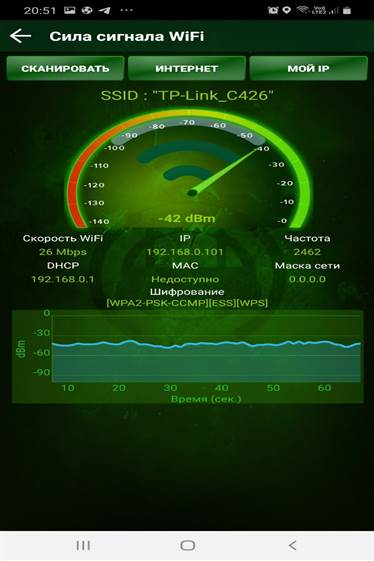 20:51
Vo)) LTE2
Сила сигнала WiFi
СКАНИРОВАТЬ ИНТЕРНЕТ МОЙ IP
SSID : "TP-Link_C426"
-140 -130 -120 -110 -100 -90 -80 -70 -60 -50 -40 -30 -20 -10 -0
-42 dBm
Скорость WiFi IP Частота
26 Mbps 192.168.0.101 2462
DHCP MAC Маска сети
192.168.0.1 Недоступно 0.0.0.0
Шифрование
[WPA2-PSK-CCMP][ESS][WPS]
dBm
0
-30
-60
-90
10 20 30 40 50 60
Время (сек.)